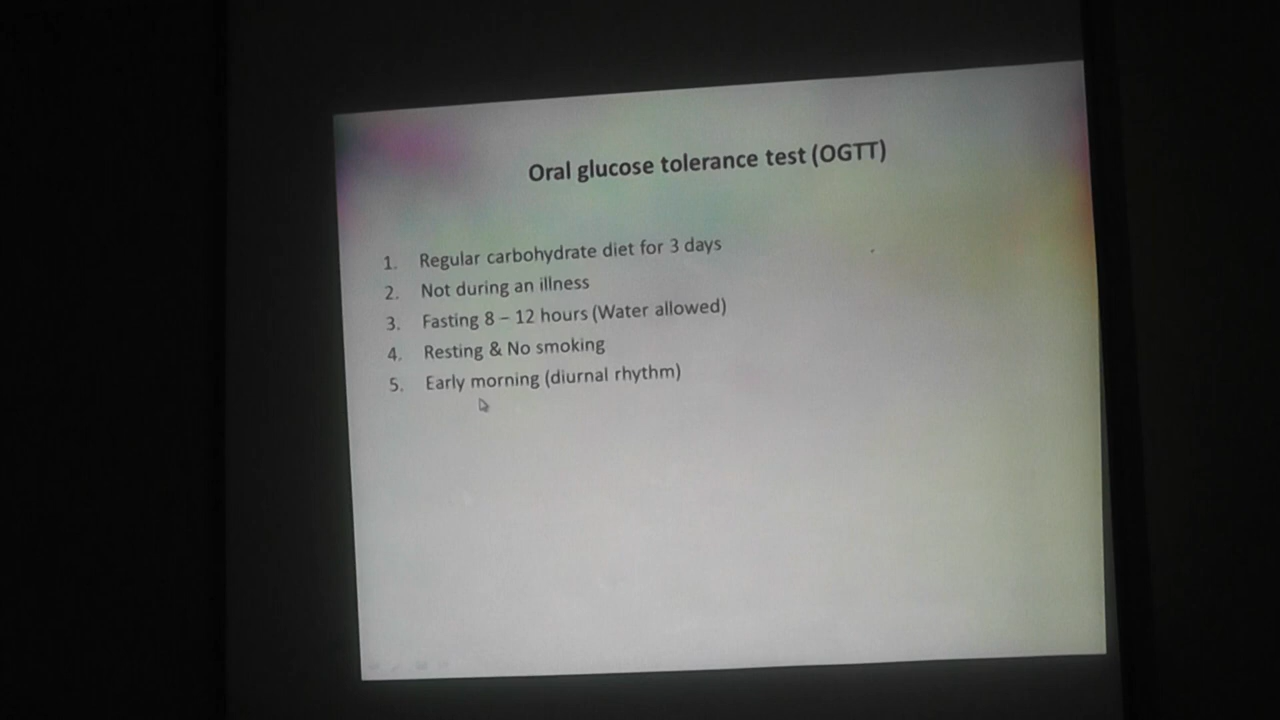 Oral glucose tolerance test (OGTT)
1. Regular carbohydrate diet for 3 days
2. Not during an illness
3. Fasting 8 – 12 hours (Water allowed)
4. Resting & No smoking
5. Early morning (diurnal rhythm)